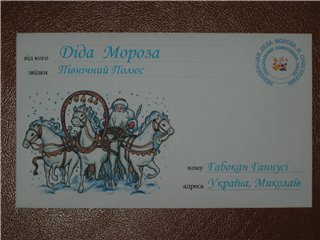 від кого Діда Мороза
звідки Північний Полюс
кому Габокан Ганнусі
адреса Україна, Миколаїв